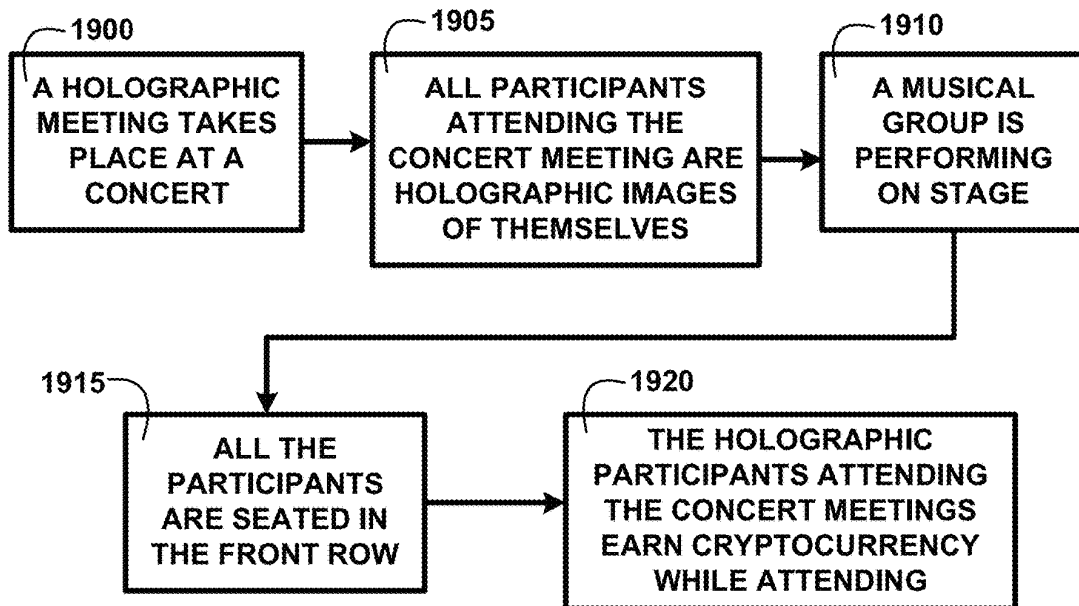 1900
A HOLOGRAPHIC
MEETING TAKES
PLACE AT A
CONCERT
1905
ALL PARTICIPANTS
ATTENDING THE
CONCERT MEETING ARE
HOLOGRAPHIC IMAGES
OF THEMSELVES
1910
A MUSICAL
GROUP IS
PERFORMING
ON STAGE
1915
ALL THE
PARTICIPANTS
ARE SEATED IN
THE FRONT ROW
1920
THE HOLOGRAPHIC
PARTICIPANTS ATTENDING
THE CONCERT MEETINGS
EARN CRYPTOCURRENCY
WHILE ATTENDING